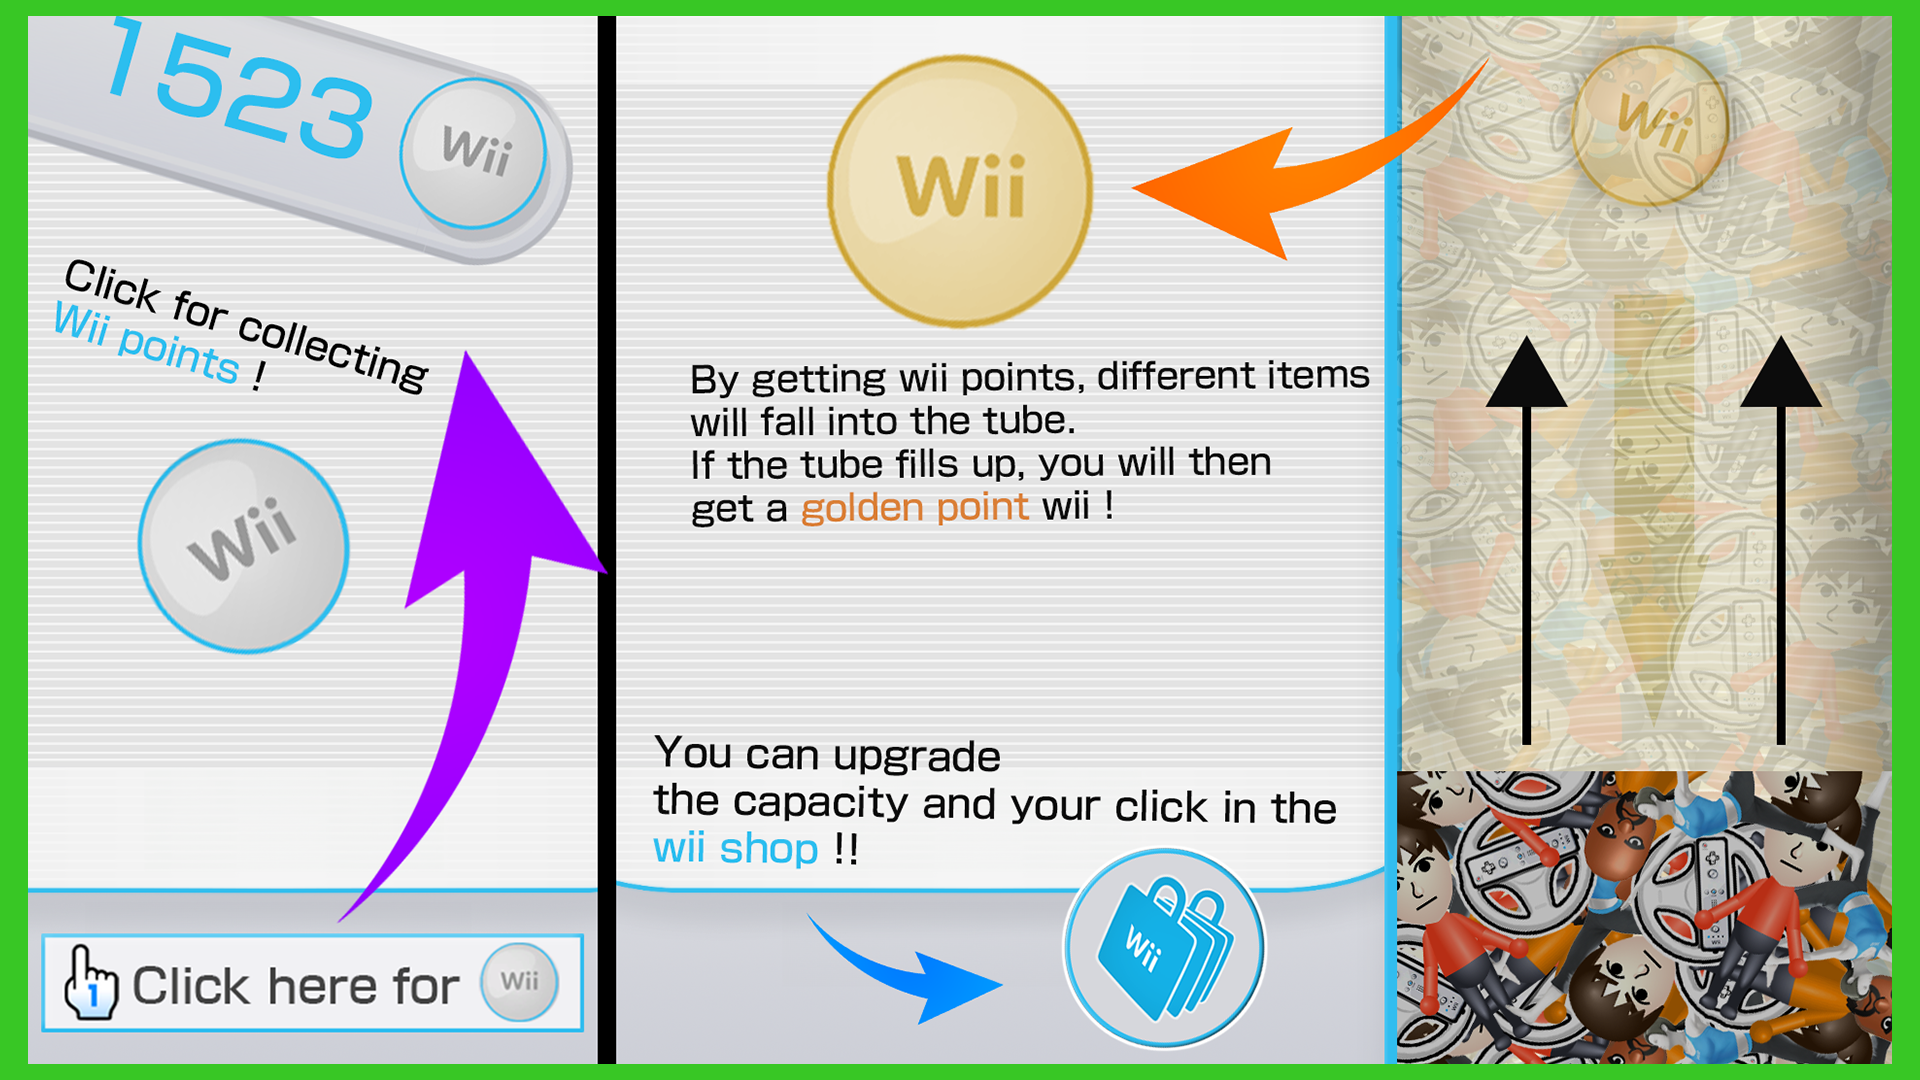 1523
Wii
Click for collecting
Wii points !
Wii
1
Click here for
Wii
Wii
By getting wii points, different items
will fall into the tube.
If the tube fills up, you will then
get a golden point wii !
You can upgrade
the capacity and your click in the
wii shop !!
Wii
Wii